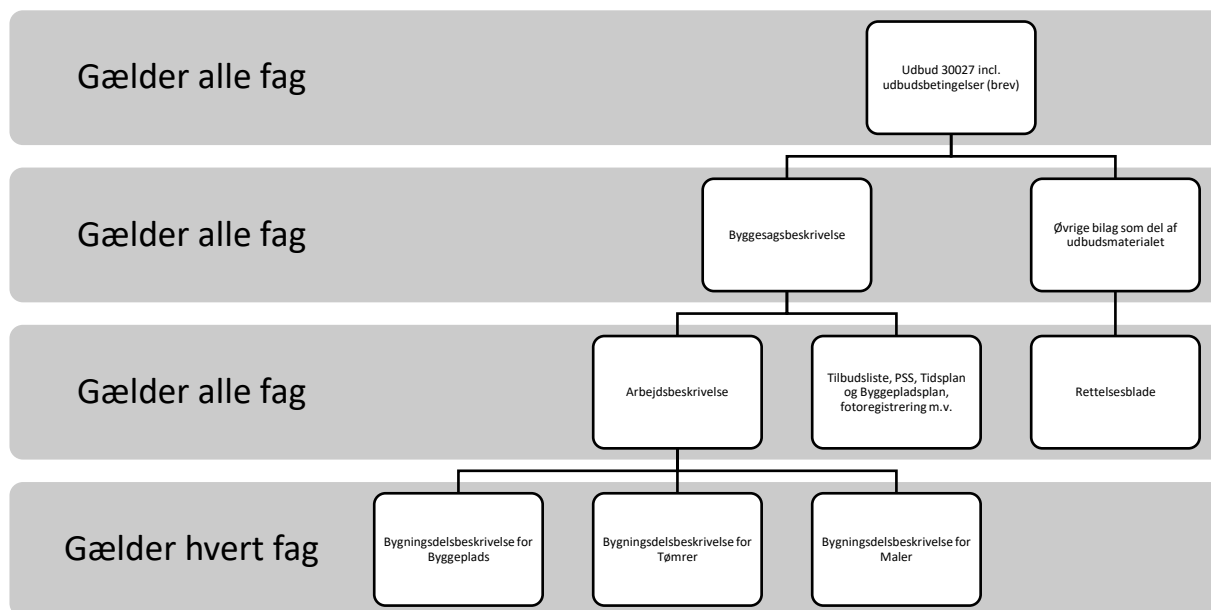 Gælder alle fag
Udbud 30027 incl.
udbudsbetingelser (brev)
Gælder alle fag
Byggesagsbeskrivelse
Øvrige bilag som del af
udbudsmaterialet
Gælder alle fag
Arbejdsbeskrivelse
Tilbudsliste, PSS, Tidsplan
og Byggepladsplan,
fotoregistrering m.v.
Rettelsesblade
Gælder hvert fag
Bygningsdelsbeskrivelse for
Byggeplads
Bygningsdelsbeskrivelse for
Tømrer
Bygningsdelsbeskrivelse for
Maler